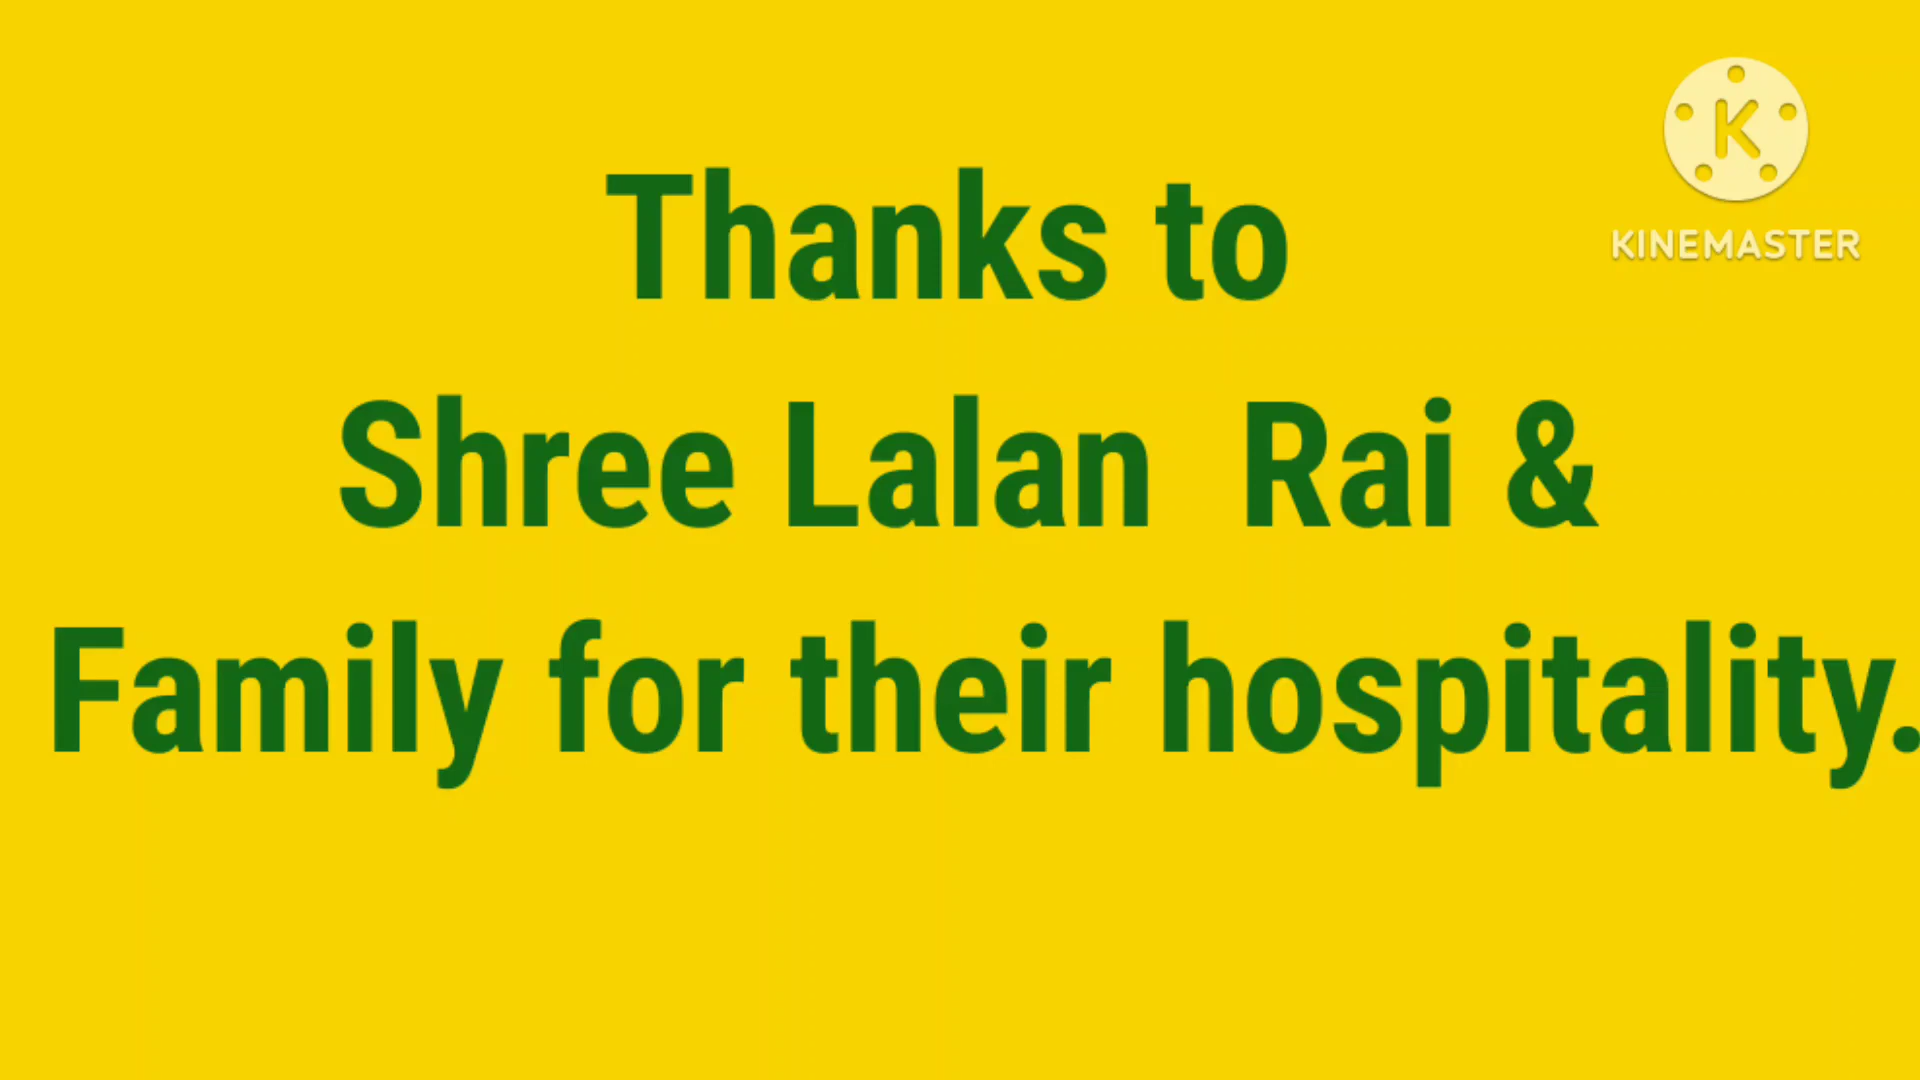 K
KINEMASTER
Thanks to
Shree Lalan  Rai &
Family for their hospitality.